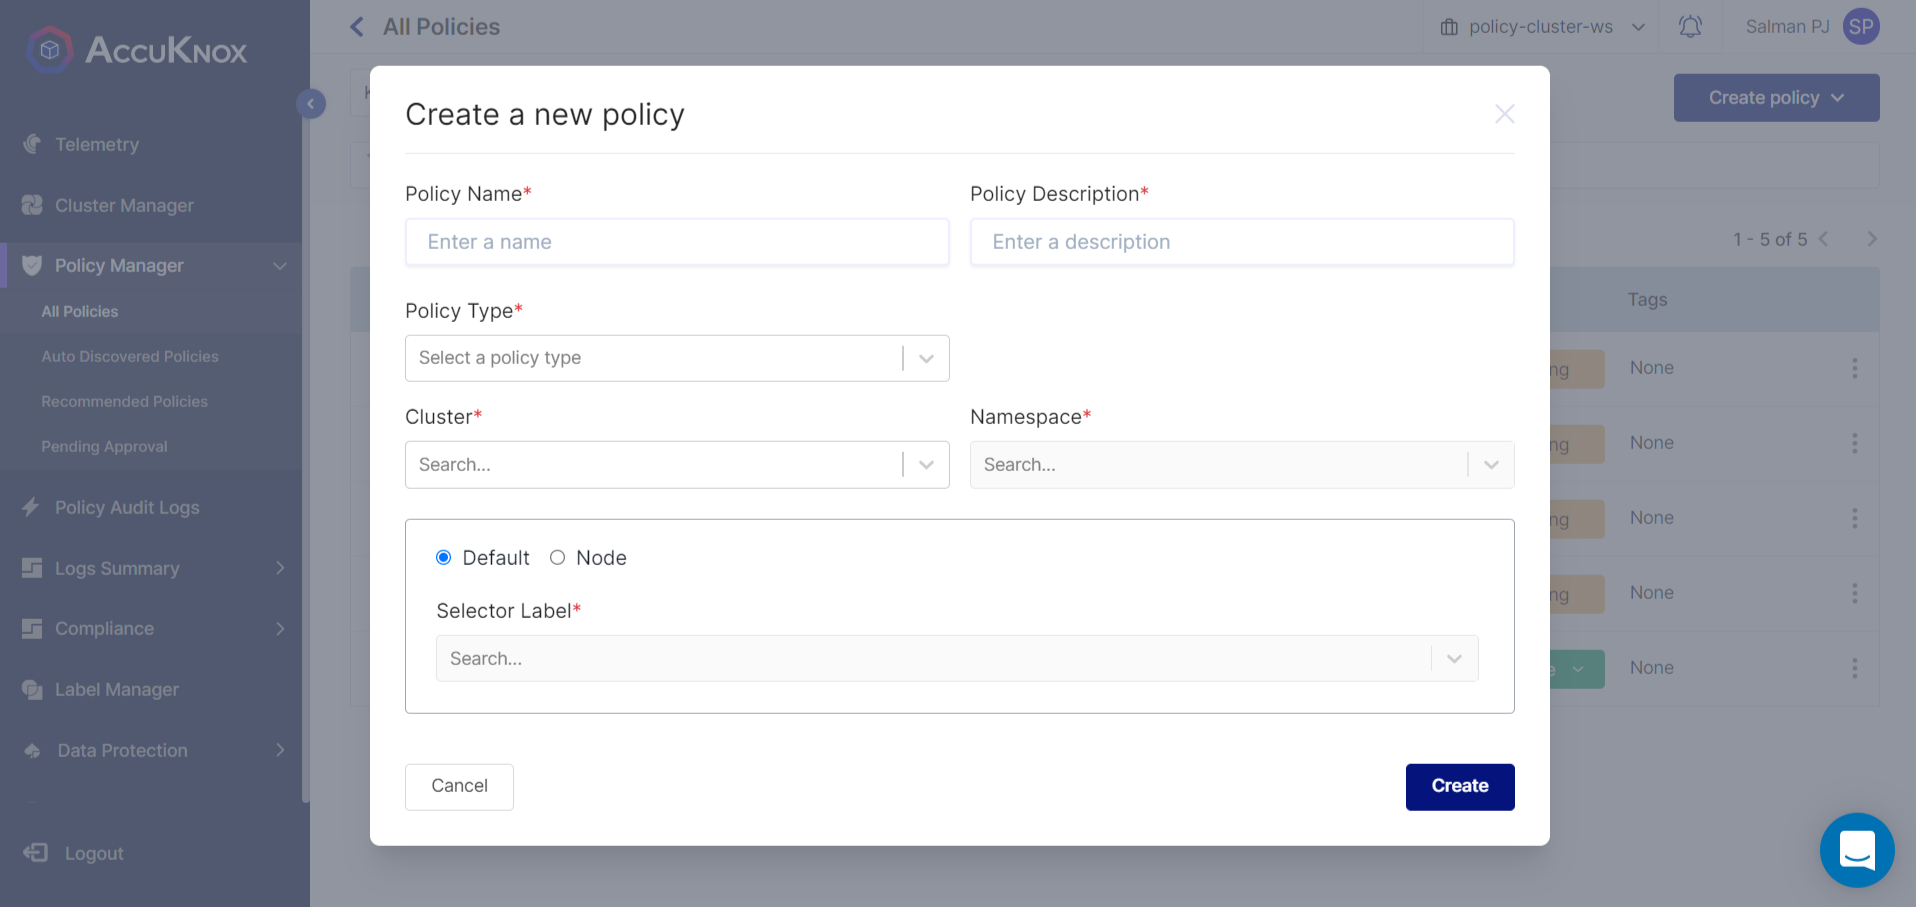 ACCUKNOX
All Policies
policy-cluster-ws
Salman PJ
SP
Create policy
Telemetry
Cluster Manager
Policy Manager
All Policies
Auto Discovered Policies
Recommended Policies
Pending Approval
Policy Audit Logs
Logs Summary
Compliance
Label Manager
Data Protection
Logout
Create a new policy
Policy Name*
Policy Description*
Enter a name
Enter a description
Policy Type*
Select a policy type
Cluster*
Namespace*
Search...
Search...
Default
Node
Selector Label*
Search...
Cancel
Create
1 - 5 of 5
Tags
None
None
None
None
None